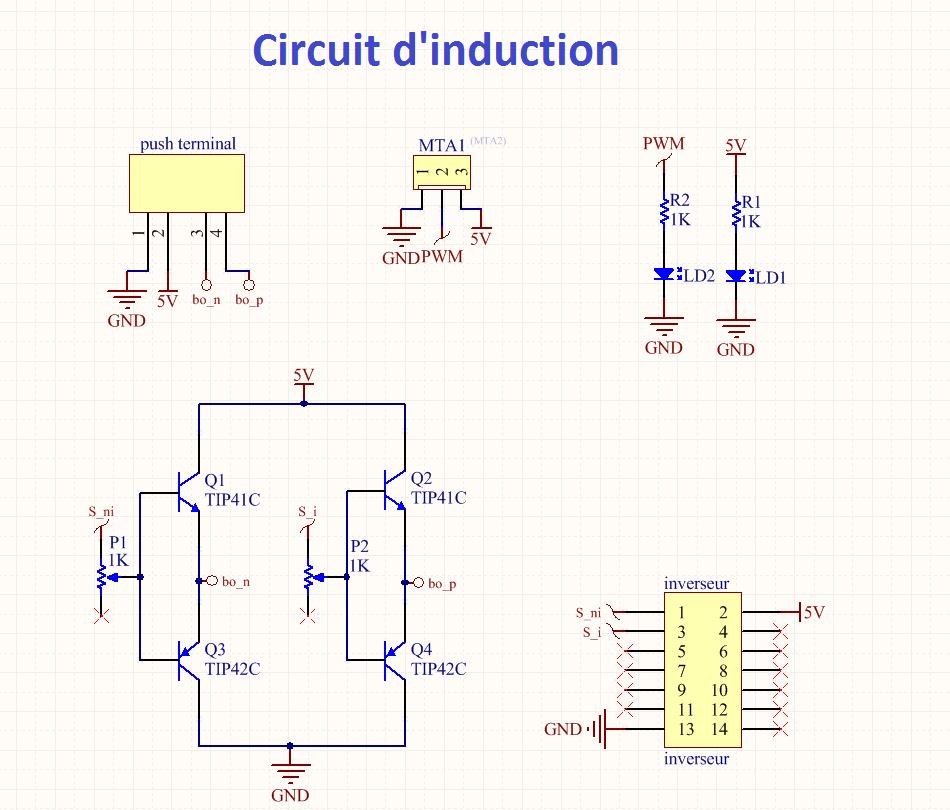 Circuit d'induction
push terminal
1 2 3 4
GND
5V
bo_n
bo_p
MTA1 (MTA2)
1 2 3
GND
PWM
5V
PWM
R2
1K
LD2
GND
5V
R1
1K
LD1
GND
5V
Q1
TIP41C
S_ni
P1
1K
bo_n
Q3
TIP42C
Q2
TIP41C
S_i
P2
1K
bo_p
Q4
TIP42C
GND
inverseur
S_ni 1 2 5V
S_i 3 4
5 6
7 8
9 10
11 12
GND 13 14
inverseur